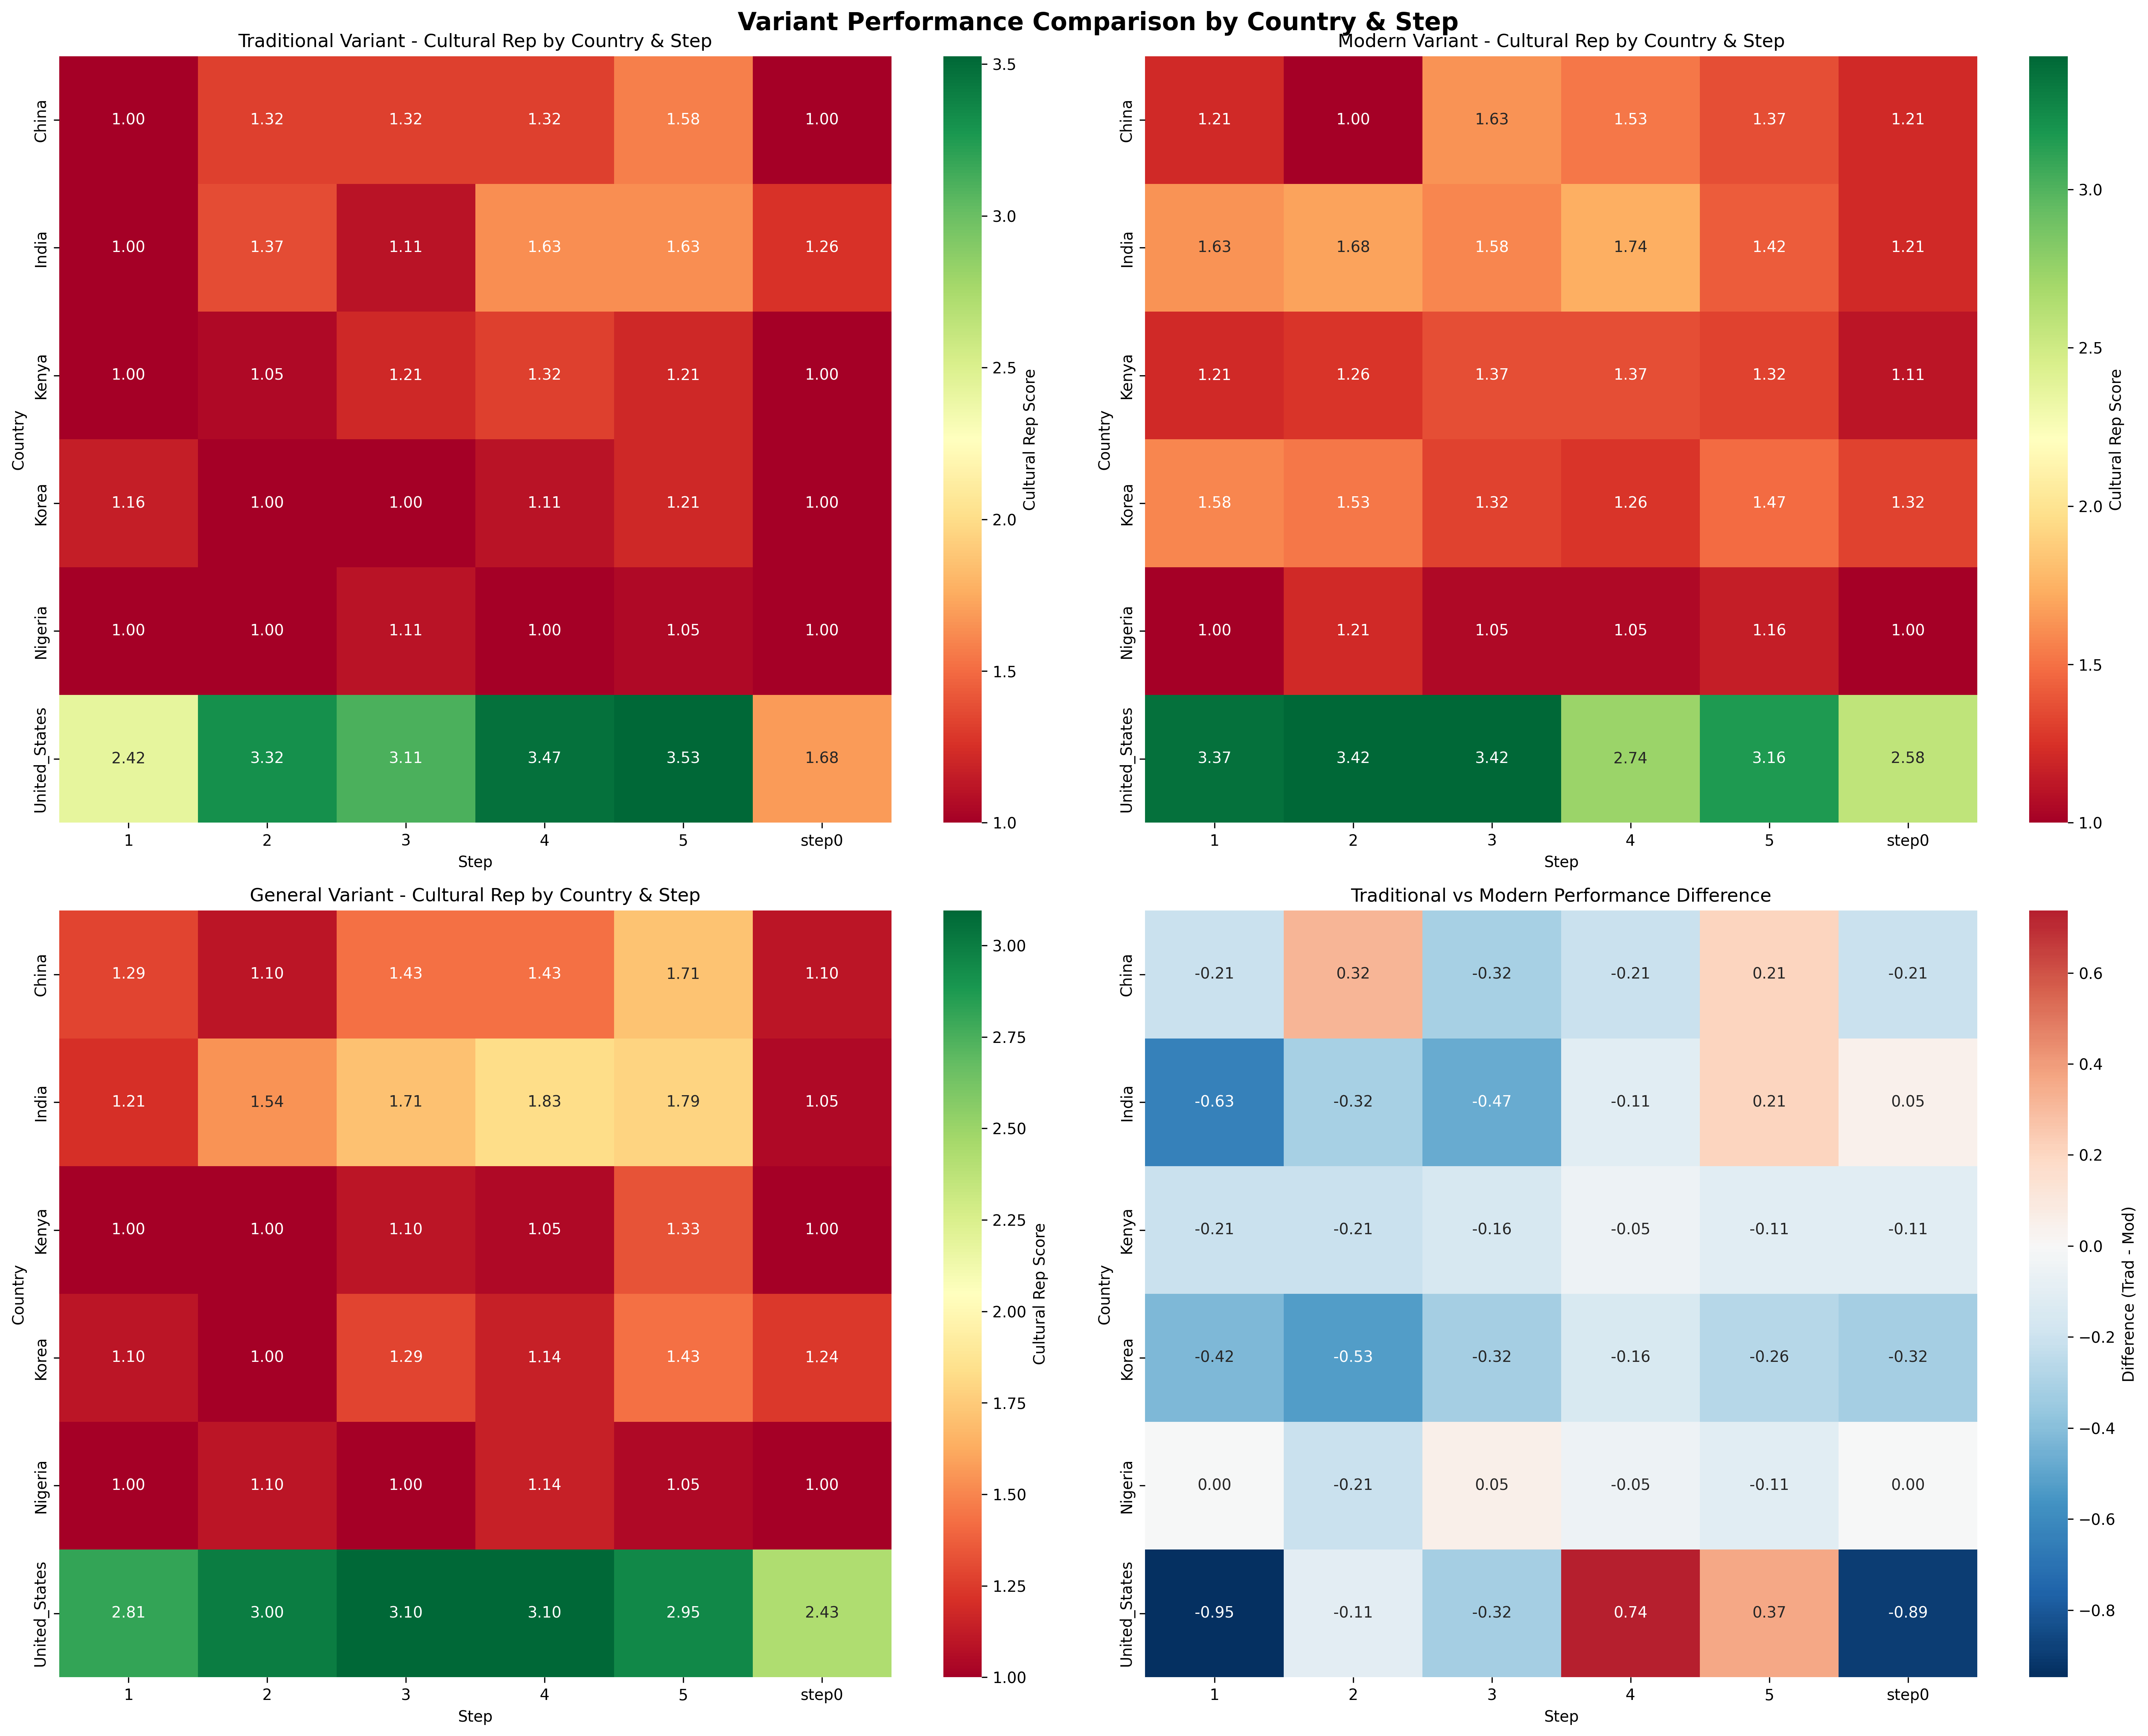 Variant Performance Comparison by Country & Step
Traditional Variant - Cultural Rep by Country & Step
Country
China 1.00 1.32 1.32 1.32 1.58 1.00
India 1.00 1.37 1.11 1.63 1.63 1.26
Kenya 1.00 1.05 1.21 1.32 1.21 1.00
Korea 1.16 1.00 1.00 1.11 1.21 1.00
Nigeria 1.00 1.00 1.11 1.00 1.05 1.00
United_States 2.42 3.32 3.11 3.47 3.53 1.68
1 2 3 4 5 step0
Step
3.5
3.0
2.5
2.0
1.5
1.0
Cultural Rep Score
Modern Variant - Cultural Rep by Country & Step
Country
China 1.21 1.00 1.63 1.53 1.37 1.21
India 1.63 1.68 1.58 1.74 1.42 1.21
Kenya 1.21 1.26 1.37 1.37 1.32 1.11
Korea 1.58 1.53 1.32 1.26 1.47 1.32
Nigeria 1.00 1.21 1.05 1.05 1.16 1.00
United_States 3.37 3.42 3.42 2.74 3.16 2.58
1 2 3 4 5 step0
Step
3.0
2.5
2.0
1.5
1.0
Cultural Rep Score
General Variant - Cultural Rep by Country & Step
Country
China 1.29 1.10 1.43 1.43 1.71 1.10
India 1.21 1.54 1.71 1.83 1.79 1.05
Kenya 1.00 1.00 1.10 1.05 1.33 1.00
Korea 1.10 1.00 1.29 1.14 1.43 1.24
Nigeria 1.00 1.10 1.00 1.14 1.05 1.00
United_States 2.81 3.00 3.10 3.10 2.95 2.43
1 2 3 4 5 step0
Step
3.00
2.75
2.50
2.25
2.00
1.75
1.50
1.25
1.00
Cultural Rep Score
Traditional vs Modern Performance Difference
Country
China -0.21 0.32 -0.32 -0.21 0.21 -0.21
India -0.63 -0.32 -0.47 -0.11 0.21 0.05
Kenya -0.21 -0.21 -0.16 -0.05 -0.11 -0.11
Korea -0.42 -0.53 -0.32 -0.16 -0.26 -0.32
Nigeria 0.00 -0.21 0.05 -0.05 -0.11 0.00
United_States -0.95 -0.11 -0.32 0.74 0.37 -0.89
1 2 3 4 5 step0
Step
0.6
0.4
0.2
0.0
−0.2
−0.4
−0.6
−0.8
Difference (Trad - Mod)